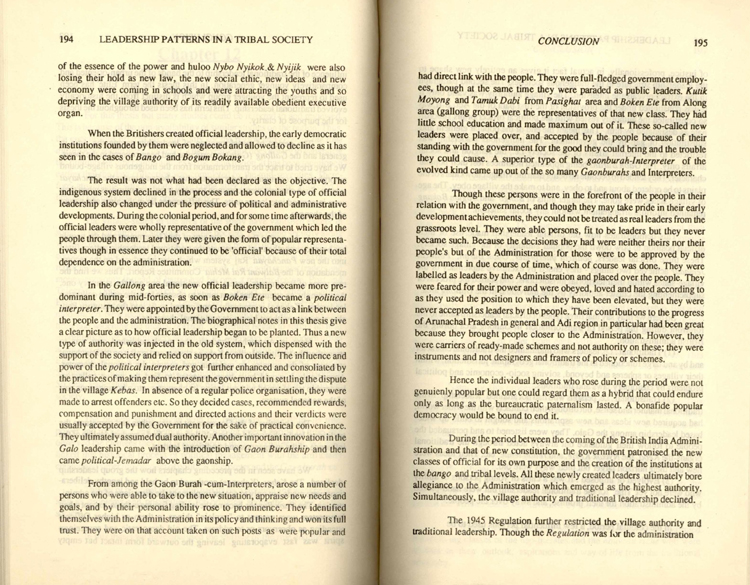 194 LEADERSHIP PATTERNS IN A TRIBAL SOCIETY
of the essence of the power and huloo Nybo Nyikok & Nyijik were also
losing their hold as new law, the new social ethic, new ideas and new
economy were coming in schools and were attracting the youths and so
depriving the village authority of its readily available obedient executive
organ.
When the Britishers created official leadership, the early democratic
institutions founded by them were neglected and allowed to decline as it has
seen in the cases of Bango and Bogum Bokang.
The result was not what had been declared as the objective. The
indigenous system declined in the process and the colonial type of official
leadership also changed under the pressure of political and administrative
developments. During the colonial period, and for some time afterwards, the
official leaders were wholly representative of the government which led the
people through them. Later they were given the form of popular representa-
tives though in essence they continued to be 'official' because of their total
dependence on the administration.
In the Gallong area the new official leadership became more pre-
dominant during mid-forties, as soon as Boken Ete became a political
interpreter. They were appointed by the Government to act as a link between
the people and the administration. The biographical notes in this thesis give
a clear picture as to how official leadership began to be planted. Thus a new
type of authority was injected in the old system, which dispensed with the
support of the society and relied on support from outside. The influence and
power of the political interpreters got further enhanced and consoliated by
the practices of making them represent the government in settling the dispute
in the village Kebas. In absence of a regular police organisation, they were
made to arrest offenders etc. So they decided cases, recommended rewards,
compensation and punishment and directed actions and their verdicts were
usually accepted by the Government for the sake of practical convenience.
They ultimately assumed dual authority. Another important innovation in the
Galo leadership came with the introduction of Gaon Burahship and then
came political-Jemadar above the gaonship.
From among the Gaon Burah -cum-Interpreters, arose a number of
persons who were able to take to the new situation, appraise new needs and
goals, and by their personal ability rose to prominence. They identified
themselves with the Administration in its policy and thinking and won its full
trust. They were on that account taken on such posts as were popular and
CONCLUSION 195
had direct link with the people. They were full-fledged government employ-
ees, though at the same time they were paraded as public leaders. Kutik
Moyong and Tamuk Dabi from Pasighat area and Boken Ete from Along
area (gallong group) were the representatives of that new class. They had
little school education and made maximum out of it. These so-called new
leaders were placed over, and accepted by the people because of their
standing with the government for the good they could bring and the trouble
they could cause. A superior type of the gaonburah-Interpreter of the
evolved kind came up out of the so many Gaonburahs and Interpreters.
Though these persons were in the forefront of the people in their
relation with the government, and though they may take pride in their early
development achievements, they could not be treated as real leaders from the
grassroots level. They were able persons, fit to be leaders but they never
became such. Because the decisions they had were neither theirs nor their
people's but of the Administration for those were to be approved by the
government in due course of time, which of course was done. They were
labelled as leaders by the Administration and placed over the people. They
were feared for their power and were obeyed, loved and hated according to
as they used the position to which they have been elevated, but they were
never accepted as leaders by the people. Their contributions to the progress
of Arunachal Pradesh in general and Adi region in particular had been great
because they brought people closer to the Administration. However, they
were carriers of ready-made schemes and not authority on these; they were
instruments and not designers and framers of policy or schemes.
Hence the individual leaders who rose during the period were not
genuienly popular but one could regard them as a hybrid that could endure
only as long as the bureaucratic paternalism lasted. A bonafide popular
democracy would be bound to end it.
During the period between the coming of the British India Admini-
stration and that of new constitution, the government patronised the new
classes of official for its own purpose and the creation of the institutions at
the bango and tribal levels. All these newly created leaders ultimately bore
allegiance to the Administration which emerged as the highest authority.
Simultaneously, the village authority and traditional leadership declined.
The 1945 Regulation further restricted the village authority and
traditional leadership. Though the Regulation was for the administration